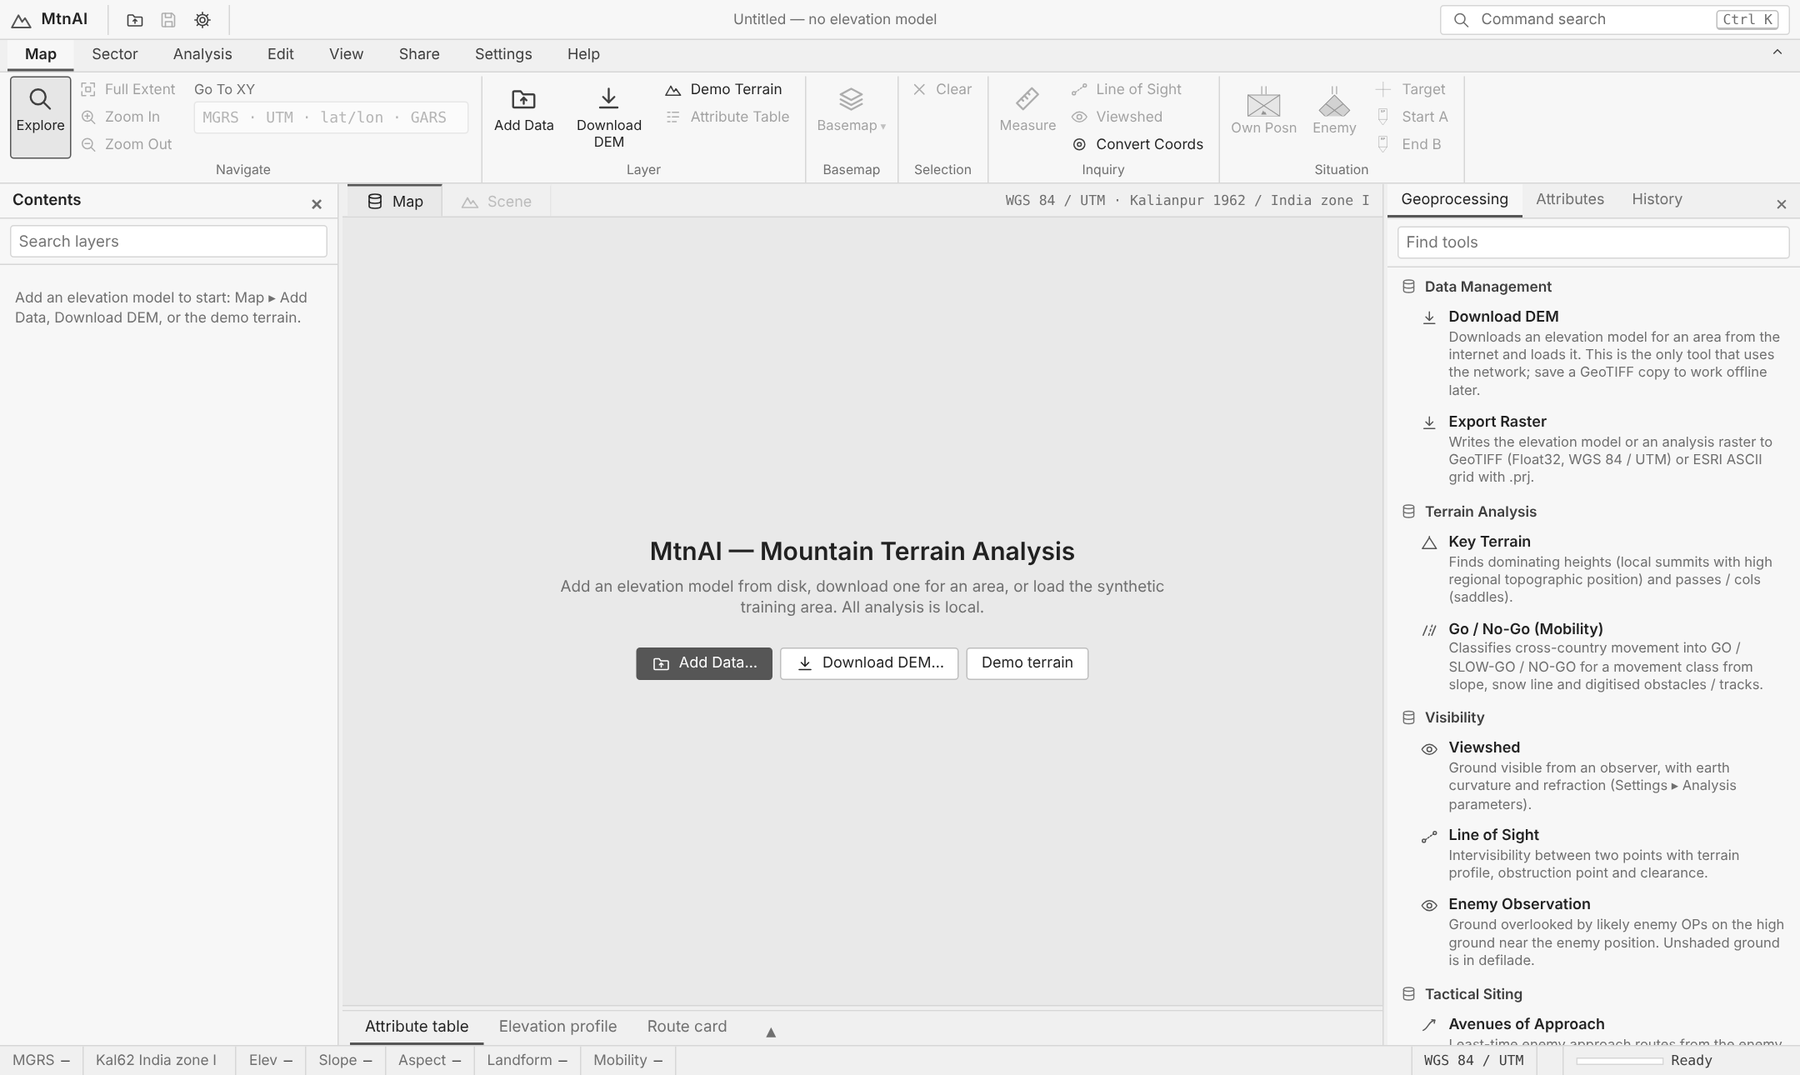 MtnAI
Untitled — no elevation model
Command search
Ctrl K
Map
Sector
Analysis
Edit
View
Share
Settings
Help
Explore
Full Extent
Zoom In
Zoom Out
Go To XY
MGRS · UTM · lat/lon · GARS
Navigate
Add Data
Download
DEM
Demo Terrain
Attribute Table
Layer
Basemap
Basemap
Clear
Selection
Measure
Line of Sight
Viewshed
Convert Coords
Inquiry
Own Posn
Enemy
Target
Start A
End B
Situation
Contents
Search layers
Add an elevation model to start: Map ▸ Add
Data, Download DEM, or the demo terrain.
Map
Scene
WGS 84 / UTM · Kalianpur 1962 / India zone I
MtnAI — Mountain Terrain Analysis
Add an elevation model from disk, download one for an area, or load the synthetic
training area. All analysis is local.
Add Data...
Download DEM...
Demo terrain
Attribute table
Elevation profile
Route card
Geoprocessing
Attributes
History
Find tools
Data Management
Download DEM
Downloads an elevation model for an area from the
internet and loads it. This is the only tool that uses
the network; save a GeoTIFF copy to work offline
later.
Export Raster
Writes the elevation model or an analysis raster to
GeoTIFF (Float32, WGS 84 / UTM) or ESRI ASCII
grid with .prj.
Terrain Analysis
Key Terrain
Finds dominating heights (local summits with high
regional topographic position) and passes / cols
(saddles).
Go / No-Go (Mobility)
Classifies cross-country movement into GO /
SLOW-GO / NO-GO for a movement class from
slope, snow line and digitised obstacles / tracks.
Visibility
Viewshed
Ground visible from an observer, with earth
curvature and refraction (Settings ▸ Analysis
parameters).
Line of Sight
Intervisibility between two points with terrain
profile, obstruction point and clearance.
Enemy Observation
Ground overlooked by likely enemy OPs on the high
ground near the enemy position. Unshaded ground
is in defilade.
Tactical Siting
Avenues of Approach
Least-time enemy approach routes from the enemy
MGRS —
Kal62 India zone I
Elev —
Slope —
Aspect —
Landform —
Mobility —
WGS 84 / UTM
Ready